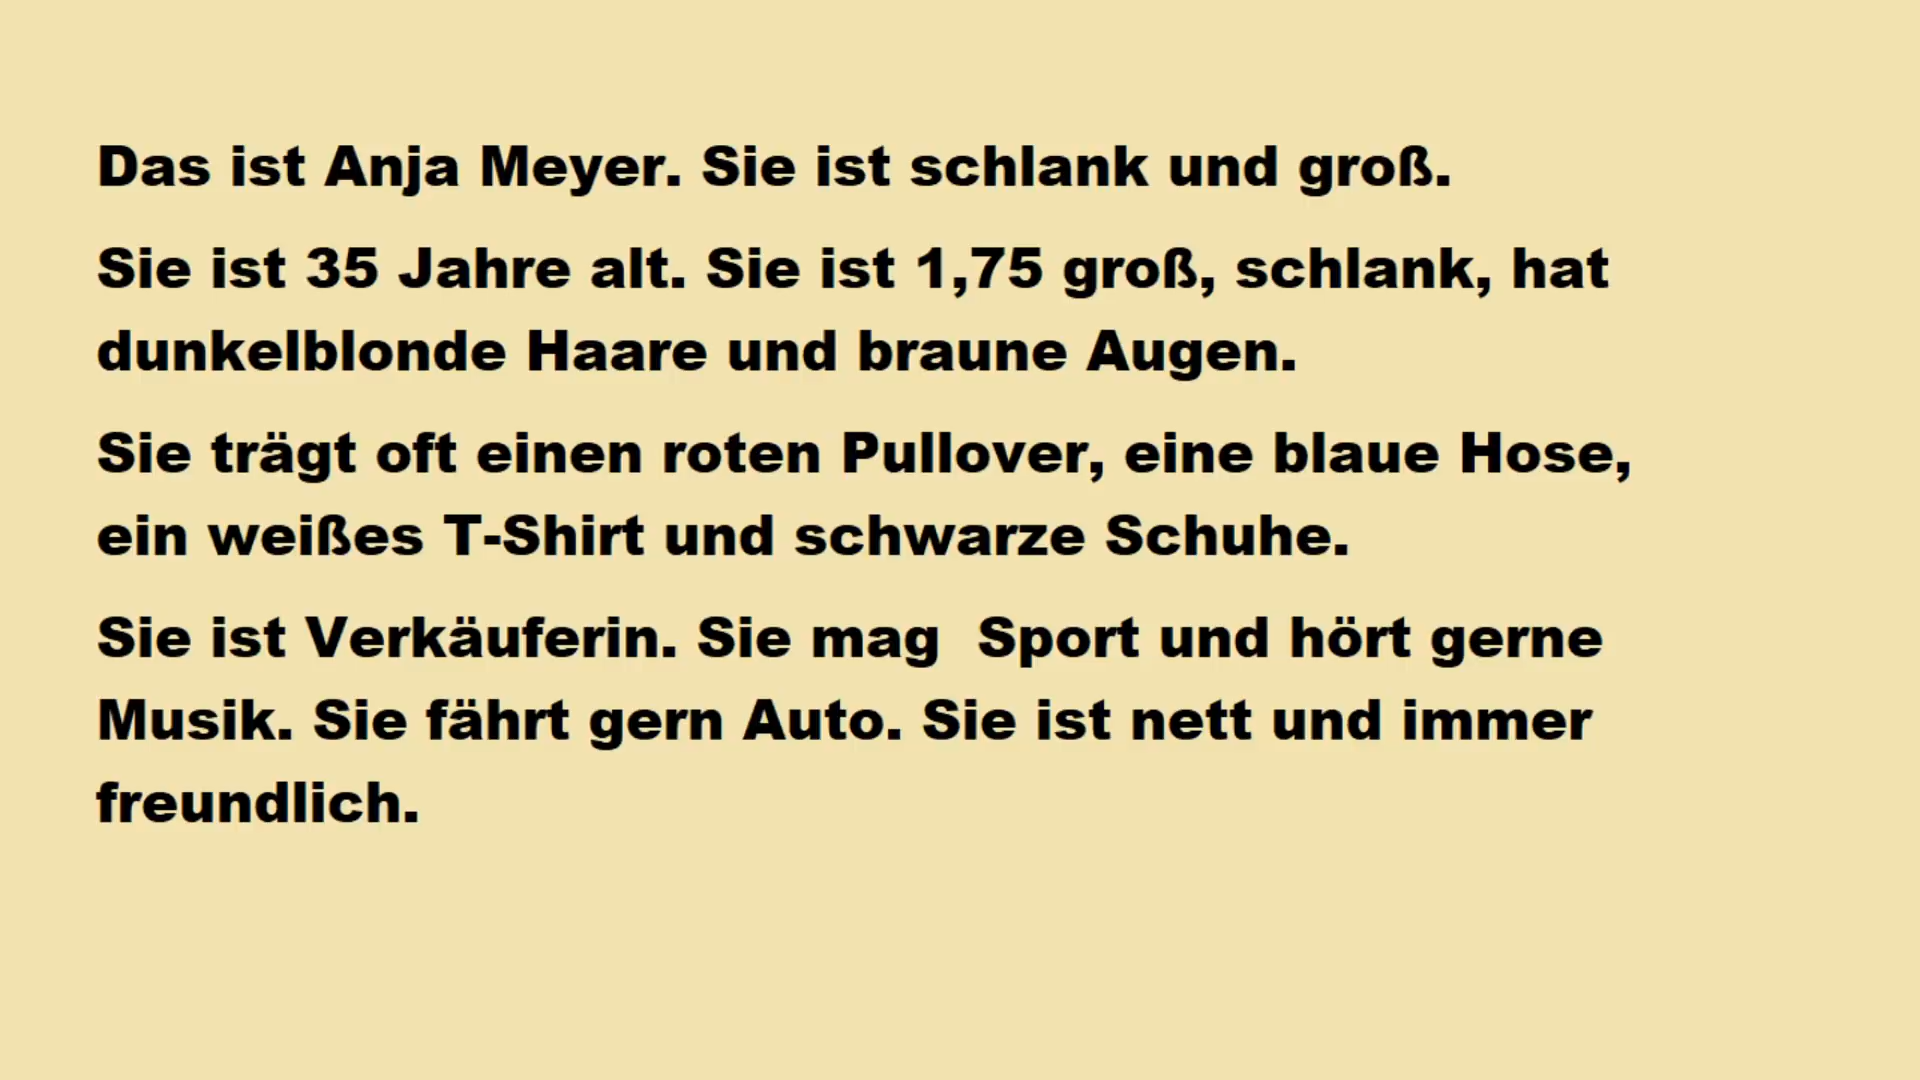 Das ist Anja Meyer. Sie ist schlank und groß.
Sie ist 35 Jahre alt. Sie ist 1,75 groß, schlank, hat
dunkelblonde Haare und braune Augen.
Sie trägt oft einen roten Pullover, eine blaue Hose,
ein weißes T-Shirt und schwarze Schuhe.
Sie ist Verkäuferin. Sie mag  Sport und hört gerne
Musik. Sie fährt gern Auto. Sie ist nett und immer
freundlich.